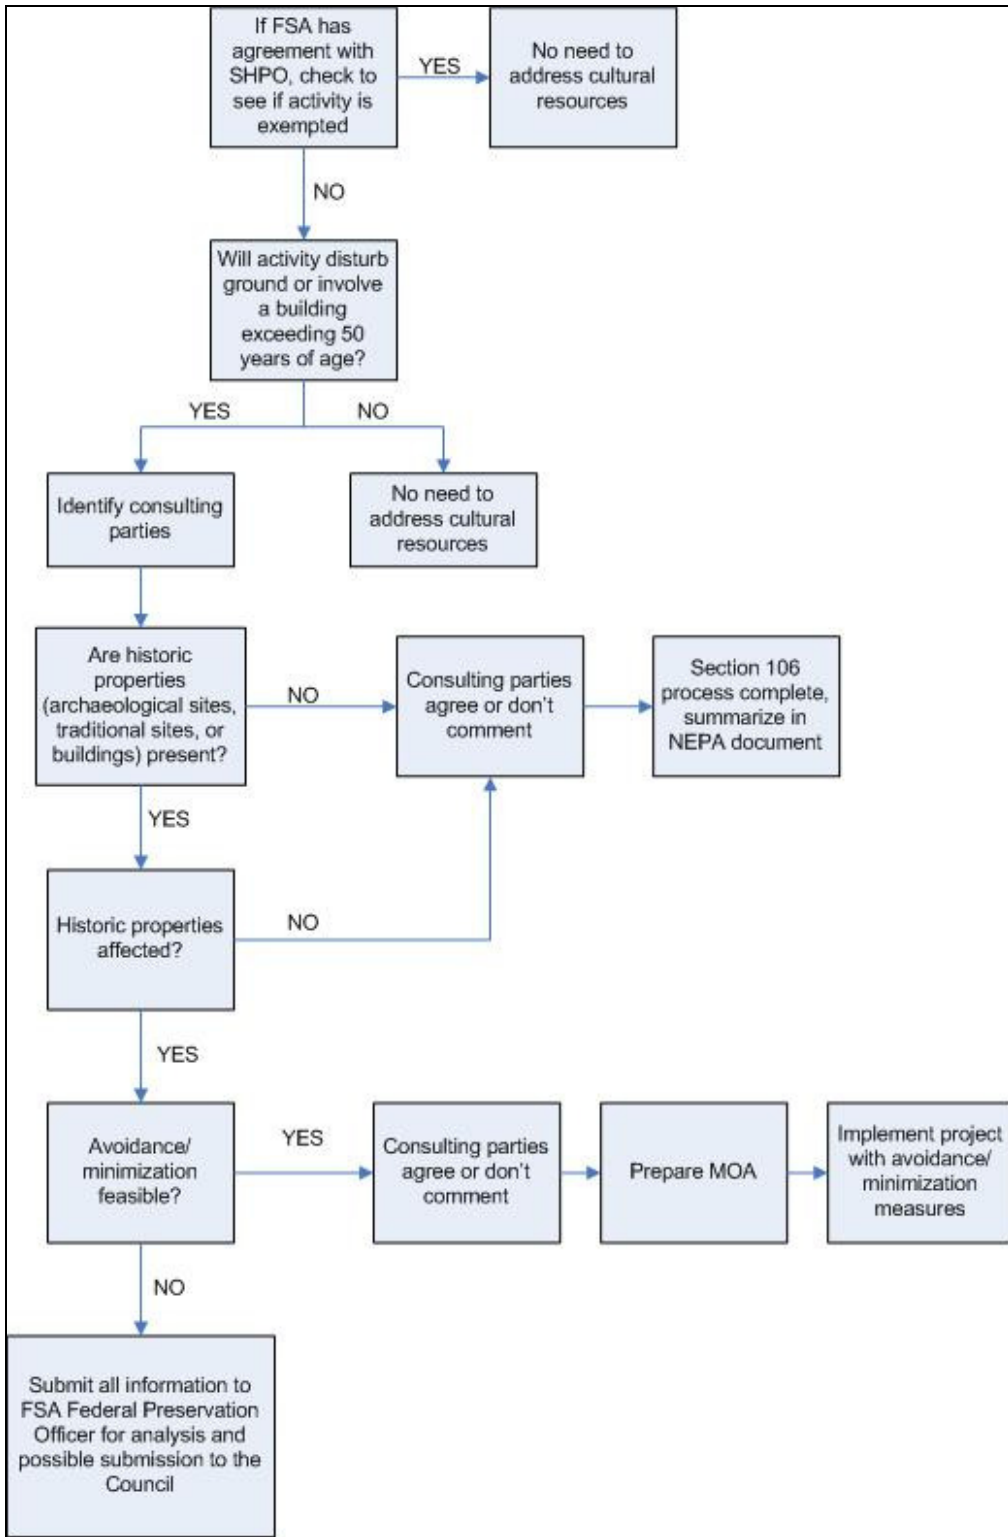 If FSA has
agreement with
SHPO, check to
see if activity is
exempted
YES
No need to
address cultural
resources
NO
Will activity disturb
ground or involve
a building
exceeding 50
years of age?
YES
NO
Identify consulting
parties
No need to
address cultural
resources
Are historic
properties
(archaeological sites,
traditional sites, or
buildings) present?
NO
Consulting parties
agree or don't
comment
Section 106
process complete,
summarize in
NEPA document
YES
Historic properties
affected?
NO
YES
Avoidance/
minimization
feasible?
YES
Consulting parties
agree or don't
comment
Prepare MOA
Implement project
with avoidance/
minimization
measures
NO
Submit all information to
FSA Federal Preservation
Officer for analysis and
possible submission to the
Council